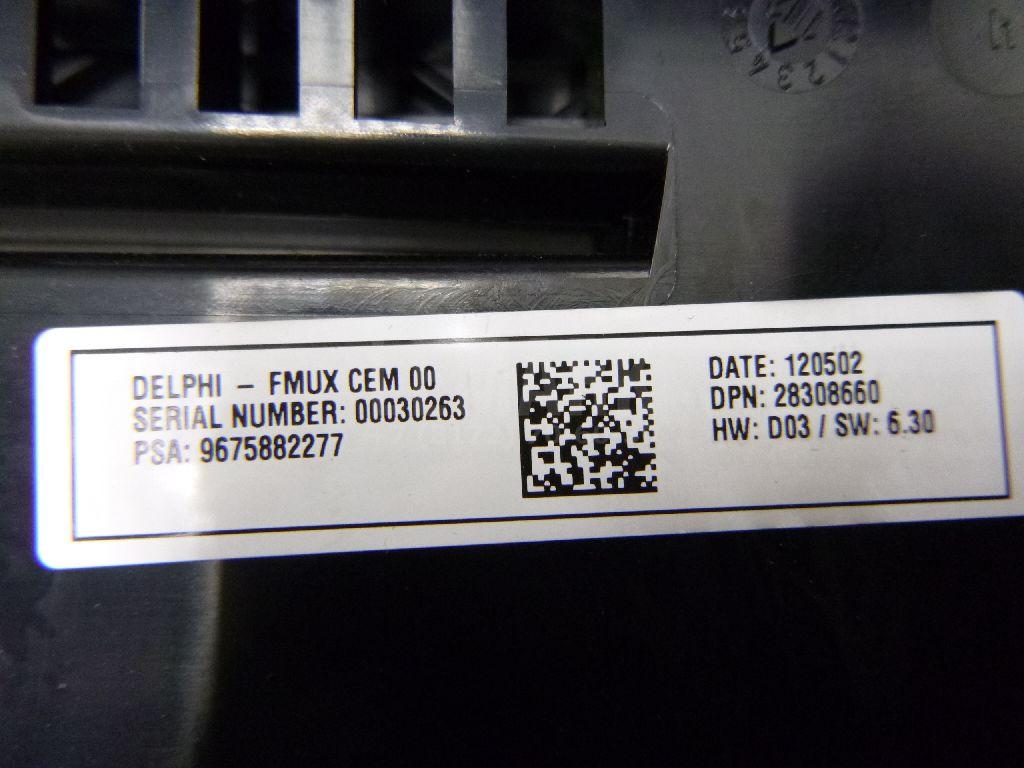 DELPHI - FMUX CEM 00
SERIAL NUMBER: 00030263
PSA: 9675882277
DATE: 120502
DPN: 28308660
HW: D03 / SW: 6.30